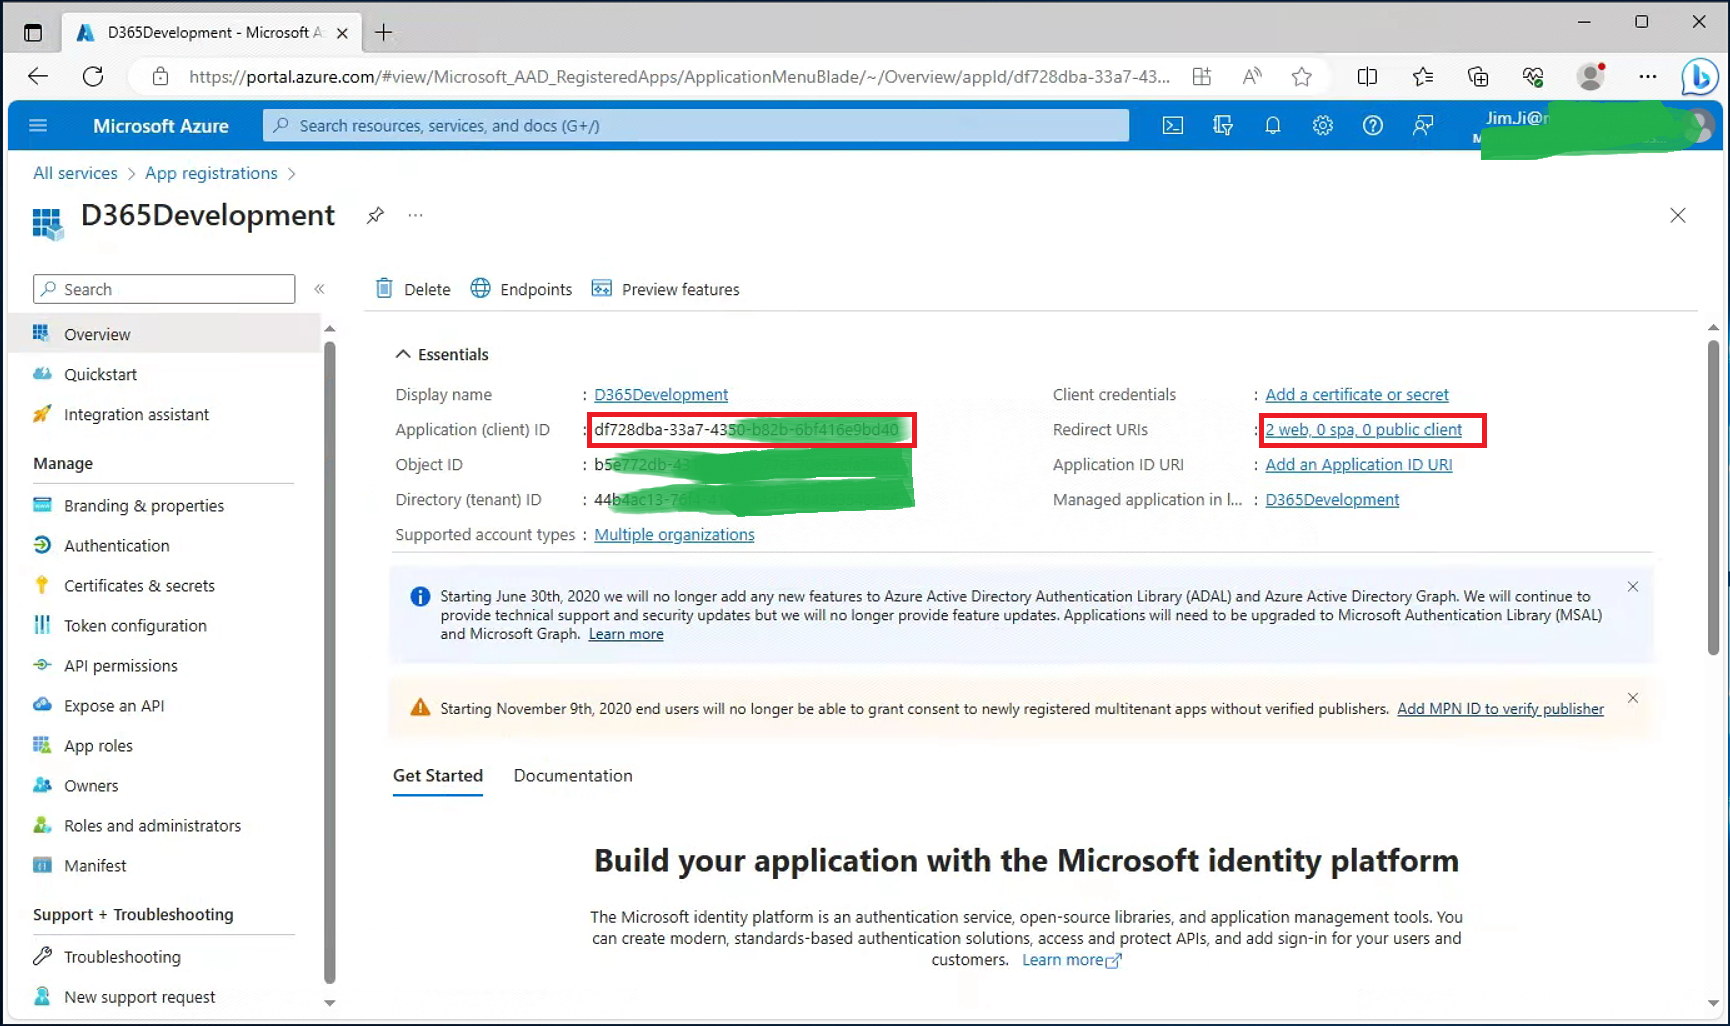 D365Development - Microsoft A
https://portal.azure.com/#view/Microsoft_AAD_RegisteredApps/ApplicationMenuBlade/~/Overview/appId/df728dba-33a7-43...
Microsoft Azure
Search resources, services, and docs (G+/)
Jim.Ji@
All services > App registrations >
D365Development
Search
Delete
Endpoints
Preview features
Overview
Quickstart
Integration assistant
Manage
Branding & properties
Authentication
Certificates & secrets
Token configuration
API permissions
Expose an API
App roles
Owners
Roles and administrators
Manifest
Support + Troubleshooting
Troubleshooting
New support request
Essentials
Display name : D365Development
Application (client) ID : df728dba-33a7-4350
Object ID : b5e772db-4
Directory (tenant) ID : 44b4ac13-76f
Supported account types : Multiple organizations
Client credentials : Add a certificate or secret
Redirect URIs : 2 web, 0 spa, 0 public client
Application ID URI : Add an Application ID URI
Managed application in l... : D365Development
Starting June 30th, 2020 we will no longer add any new features to Azure Active Directory Authentication Library (ADAL) and Azure Active Directory Graph. We will continue to
provide technical support and security updates but we will no longer provide feature updates. Applications will need to be upgraded to Microsoft Authentication Library (MSAL)
and Microsoft Graph. Learn more
Starting November 9th, 2020 end users will no longer be able to grant consent to newly registered multitenant apps without verified publishers. Add MPN ID to verify publisher
Get Started
Documentation
Build your application with the Microsoft identity platform
The Microsoft identity platform is an authentication service, open-source libraries, and application management tools. You
can create modern, standards-based authentication solutions, access and protect APIs, and add sign-in for your users and
customers. Learn more